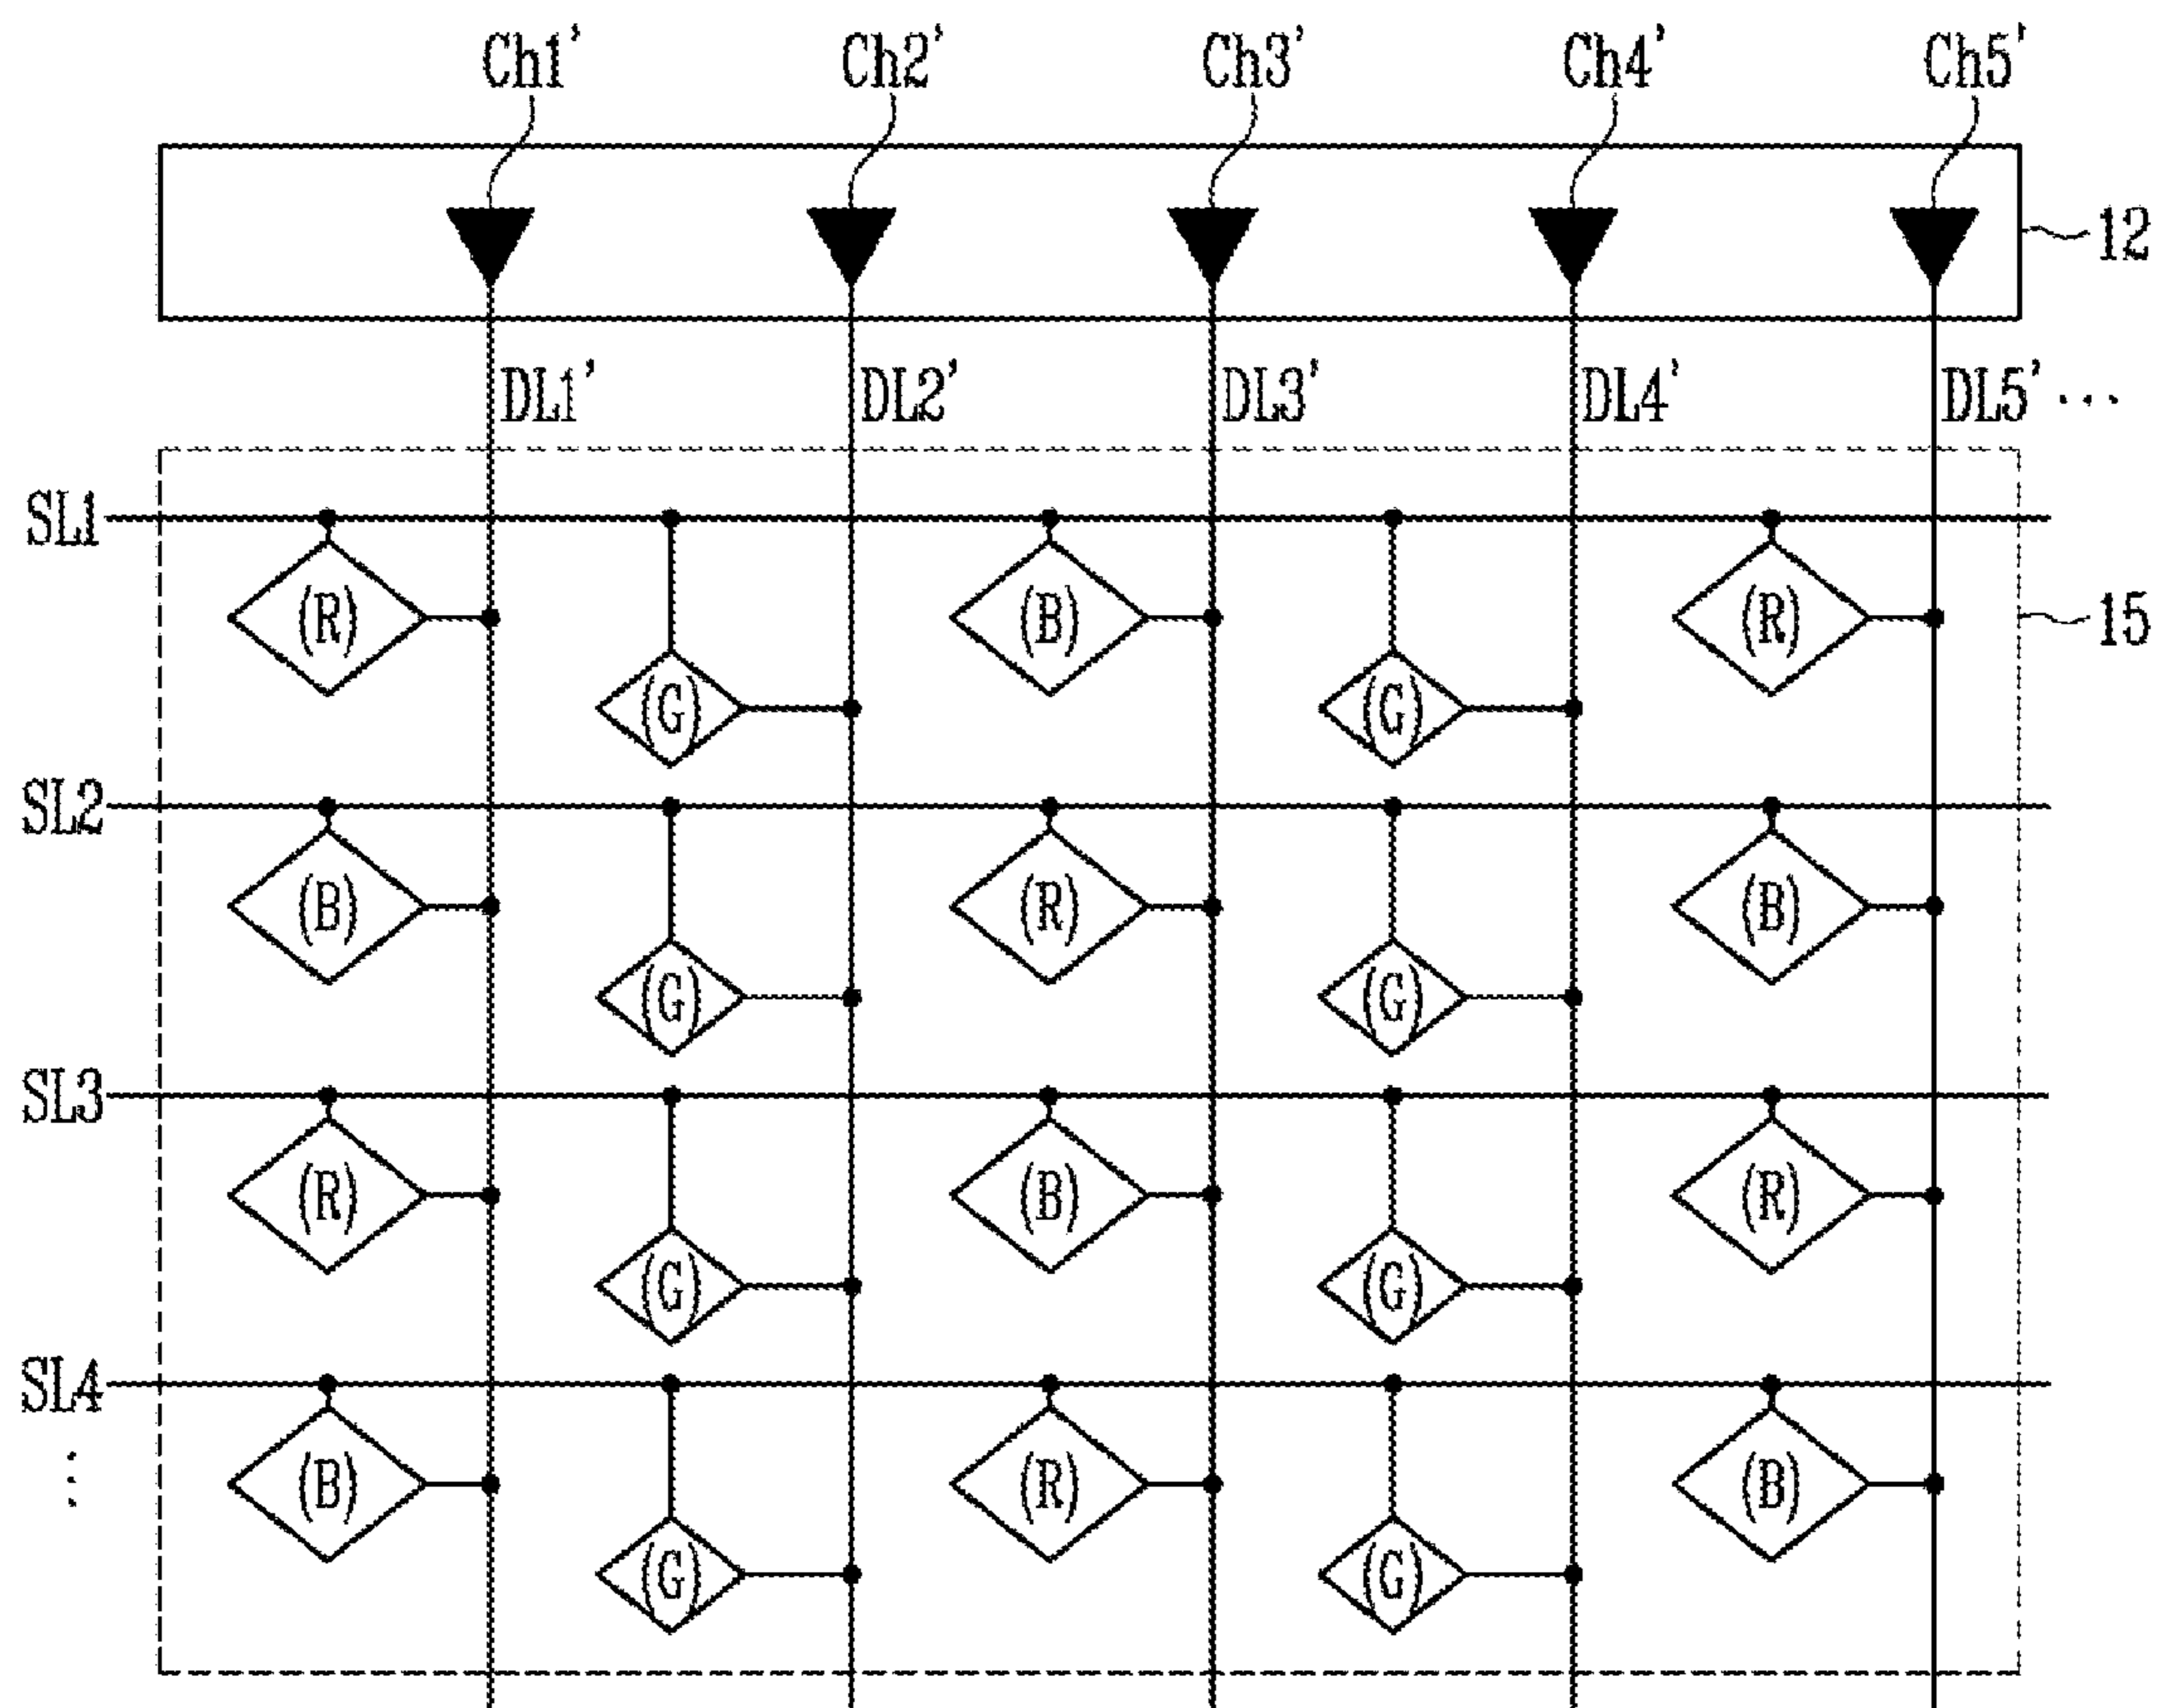 Ch1' Ch2' Ch3' Ch4' Ch5'
12
DL1' DL2' DL3' DL4' DL5' ...
SL1
(R) (B) (R)
15
(G) (G)
SL2
(B) (R) (B)
(G) (G)
SL3
(R) (B) (R)
(G) (G)
SL4
(B) (R) (B)
⋮
(G) (G)